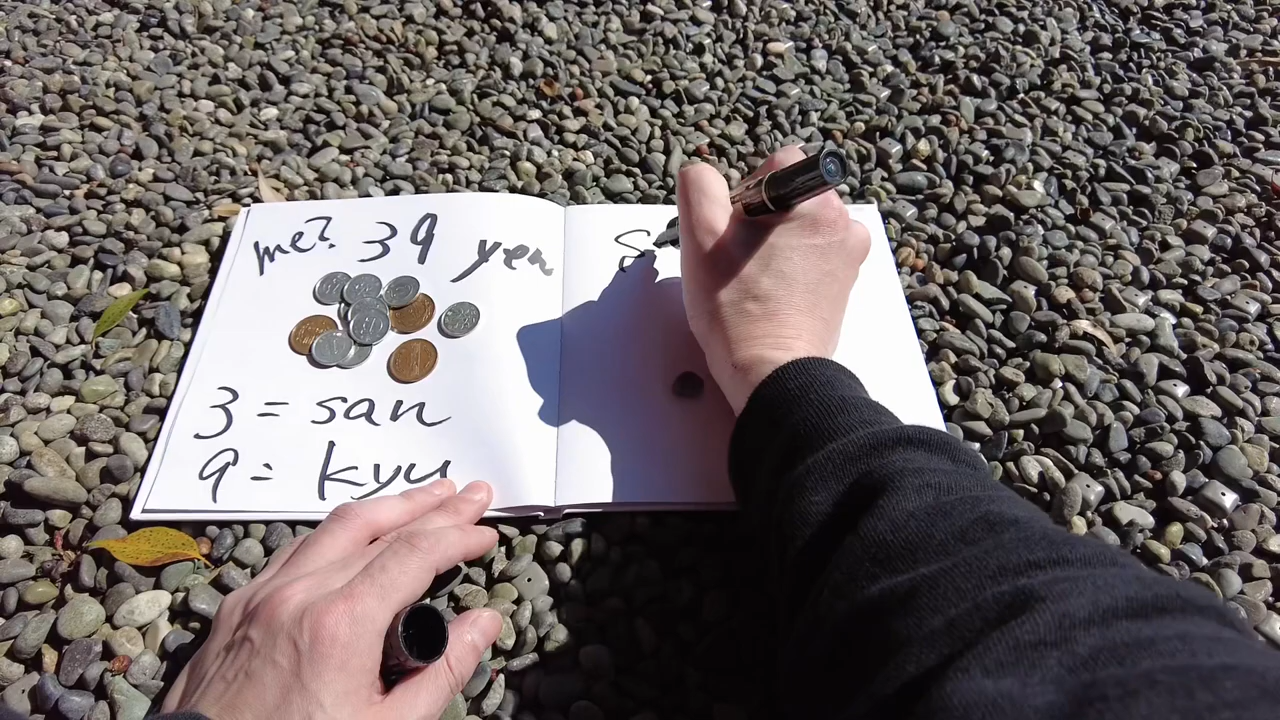 me? 39 yen
3 = san
9 = kyu
S